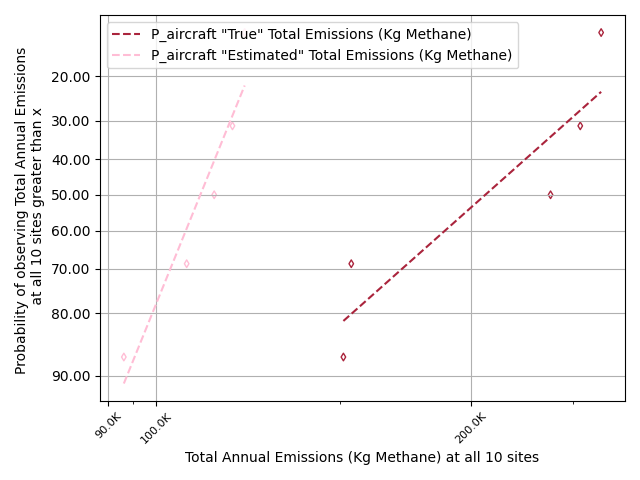 P_aircraft "True" Total Emissions (Kg Methane)
P_aircraft "Estimated" Total Emissions (Kg Methane)
Probability of observing Total Annual Emissions
at all 10 sites greater than x
20.00
30.00
40.00
50.00
60.00
70.00
80.00
90.00
90.0K
100.0K
200.0K
Total Annual Emissions (Kg Methane) at all 10 sites